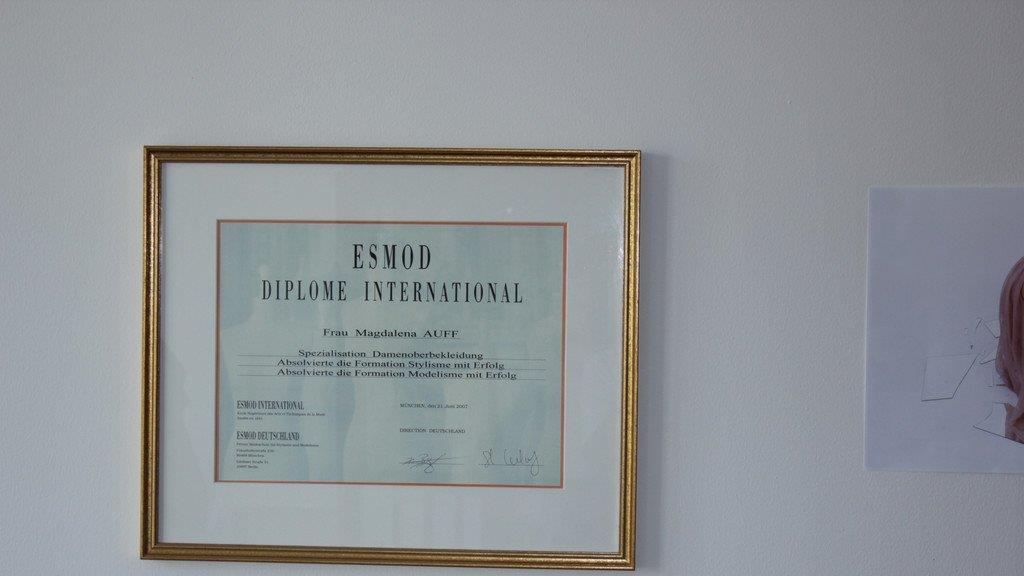 ESMOD
DIPLOME INTERNATIONAL
Frau Magdalena AUFF
Spezialisation Damenoberbekleidung
Absolvierte die Formation Stylisme mit Erfolg
Absolvierte die Formation Modelisme mit Erfolg
ESMOD INTERNATIONAL
MÜNCHEN, den 21. Juni 2007
ESMOD DEUTSCHLAND
DIRECTION DEUTSCHLAND